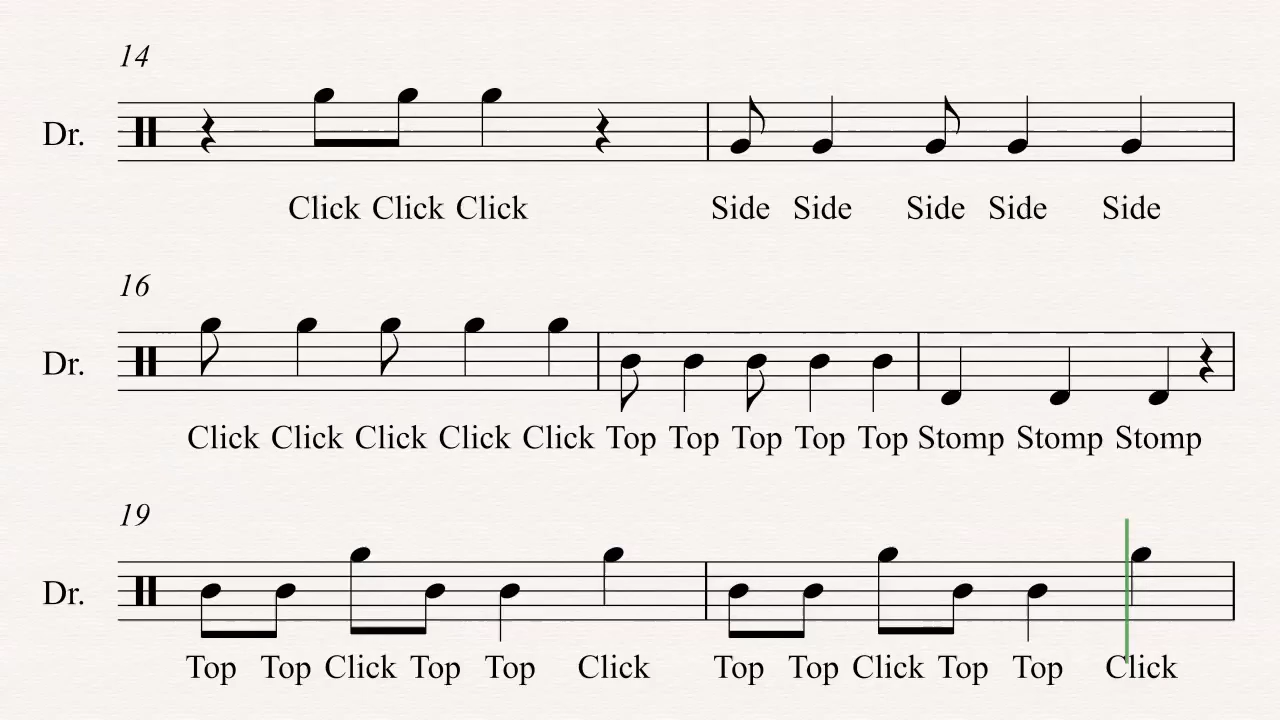 14
Dr.
Click Click Click Side Side Side Side Side
16
Dr.
Click Click Click Click Click Top Top Top Top Top Stomp Stomp Stomp
19
Dr.
Top Top Click Top Top Click Top Top Click Top Top Click